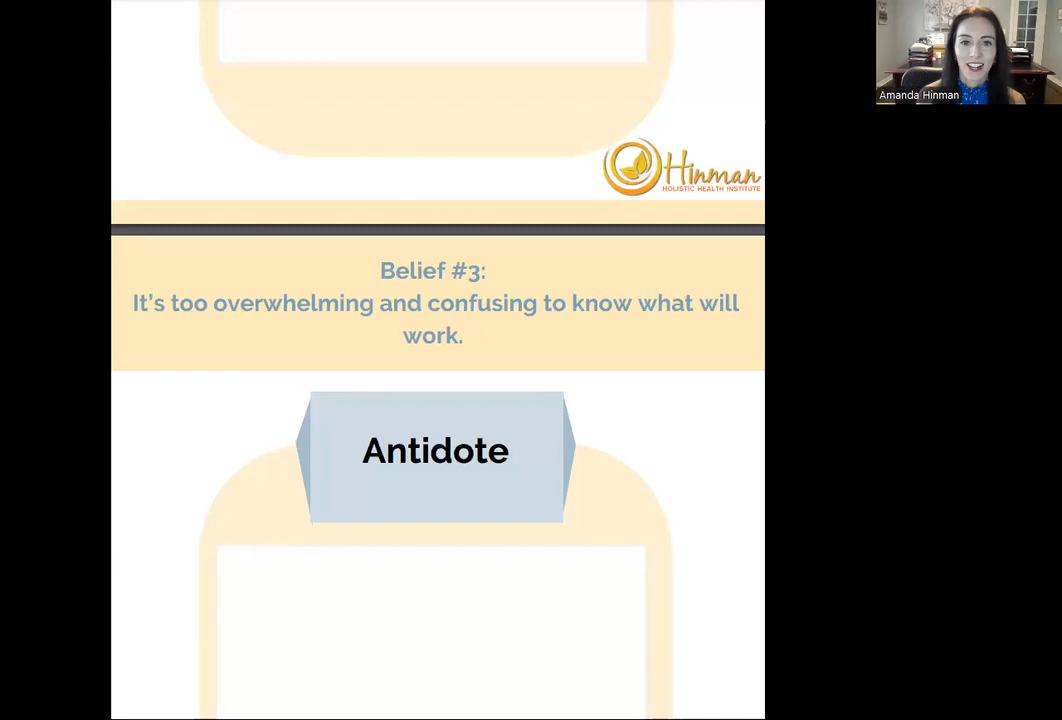 Amanda Hinman
Hinman
HOLISTIC HEALTH INSTITUTE
Belief #3:
It's too overwhelming and confusing to know what will
work.
Antidote